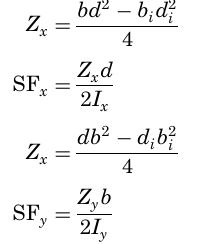 Z_x = \frac{bd^2 - b_i d_i^2}{4}
SF_x = \frac{Z_x d}{2I_x}
Z_x = \frac{db^2 - d_i b_i^2}{4}
SF_y = \frac{Z_y b}{2I_y}